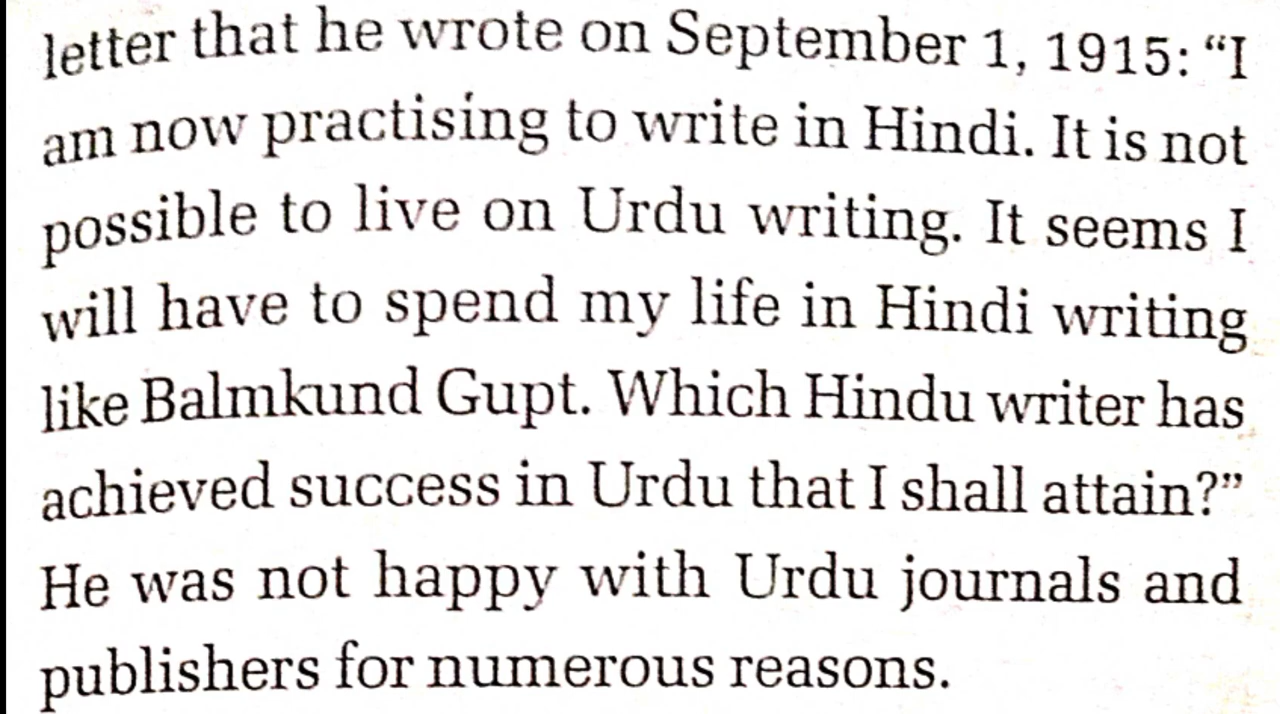 letter that he wrote on September 1, 1915: “I
am now practising to write in Hindi. It is not
possible to live on Urdu writing. It seems I
will have to spend my life in Hindi writing
like Balmkund Gupt. Which Hindu writer has
achieved success in Urdu that I shall attain?”
He was not happy with Urdu journals and
publishers for numerous reasons.